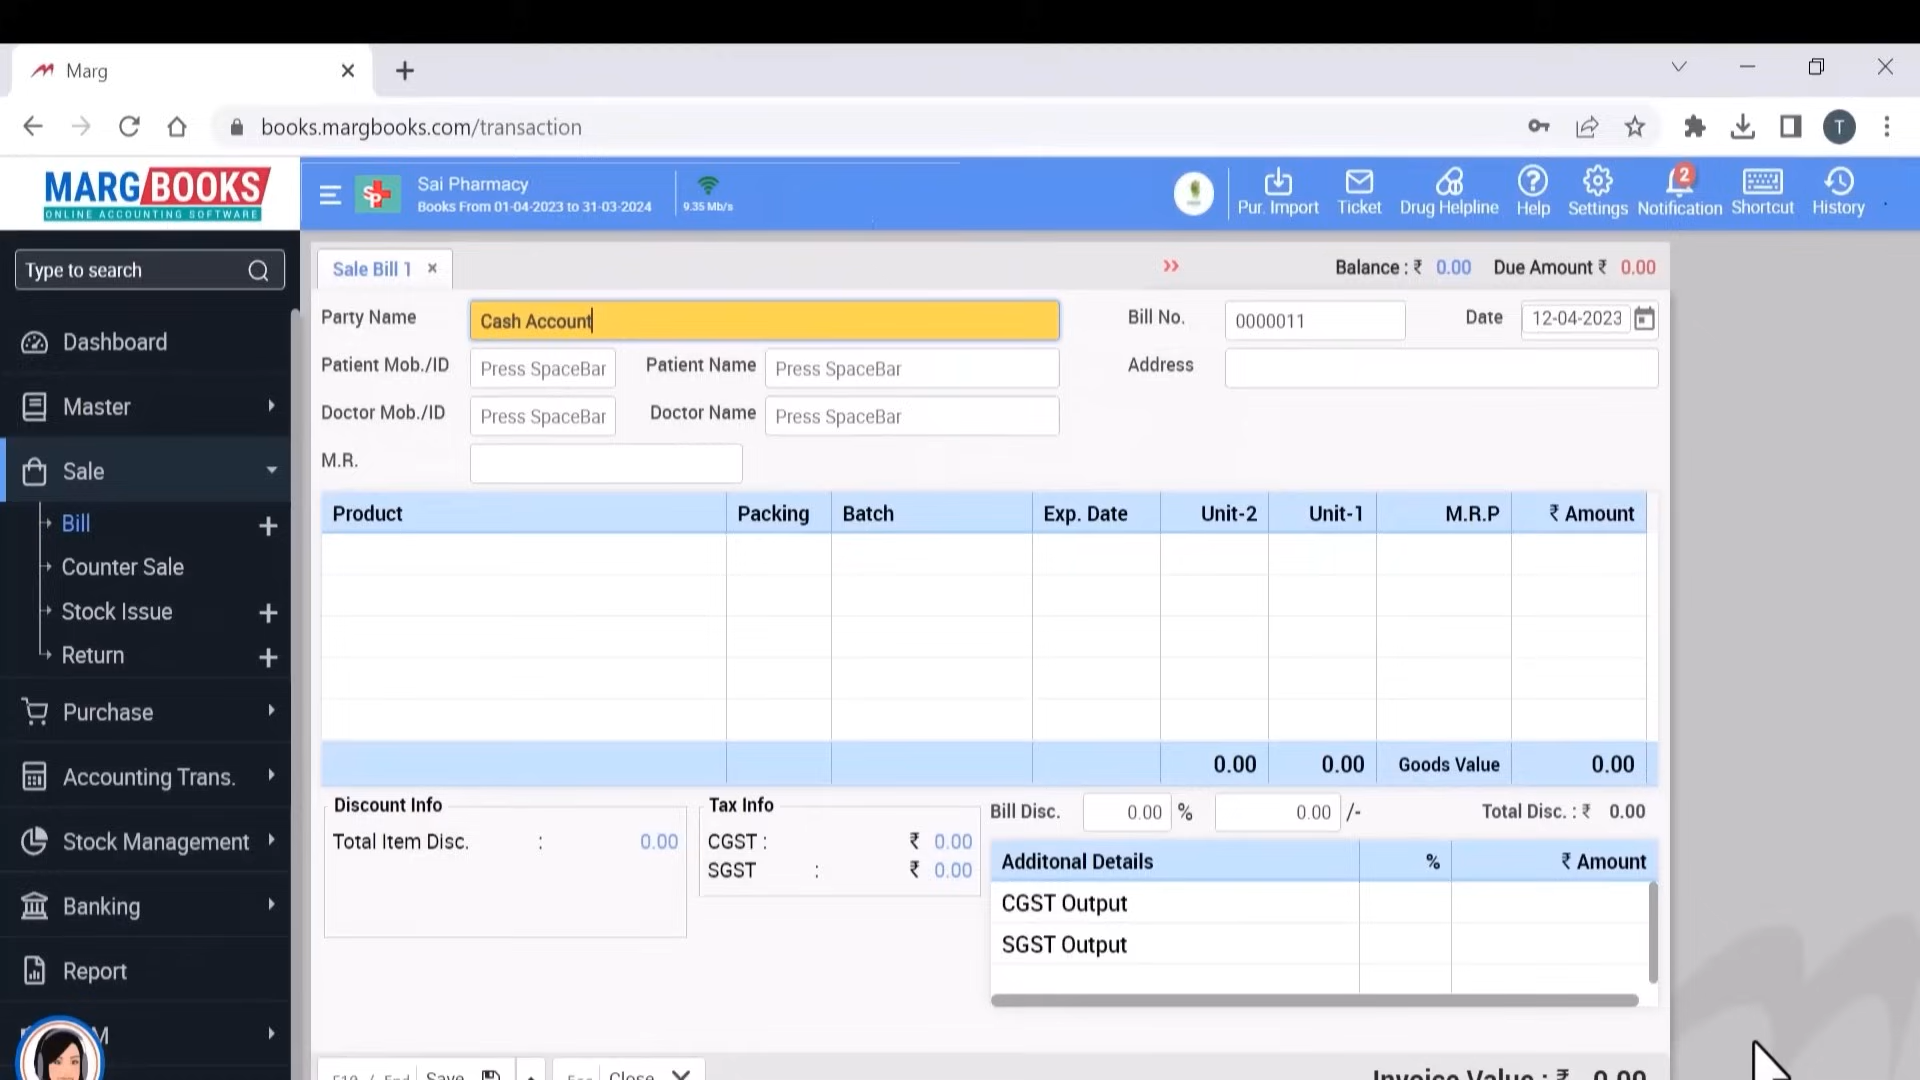 Marg
books.margbooks.com/transaction
T
MARG BOOKS
ONLINE ACCOUNTING SOFTWARE
Sai Pharmacy
Books From 01-04-2023 to 31-03-2024
9.35 Mb/s
Pur. Import
Ticket
Drug Helpline
Help
Settings
2
Notification
Shortcut
History
Type to search
Dashboard
Master
Sale
Bill
Counter Sale
Stock Issue
Return
Purchase
Accounting Trans.
Stock Management
Banking
Report
Sale Bill 1
Balance : ₹ 0.00 Due Amount ₹ 0.00
Party Name Cash Account Bill No. 0000011 Date 12-04-2023
Patient Mob./ID Press SpaceBar Patient Name Press SpaceBar Address
Doctor Mob./ID Press SpaceBar Doctor Name Press SpaceBar
M.R.
Product Packing Batch Exp. Date Unit-2 Unit-1 M.R.P ₹ Amount
0.00 0.00 Goods Value 0.00
Discount Info
Total Item Disc. : 0.00
Tax Info
CGST : ₹ 0.00
SGST : ₹ 0.00
Bill Disc. 0.00 % 0.00 /- Total Disc. : ₹ 0.00
Additonal Details % ₹ Amount
CGST Output
SGST Output
F10 / End Save Esc Close Invoice Value : ₹ 0.00